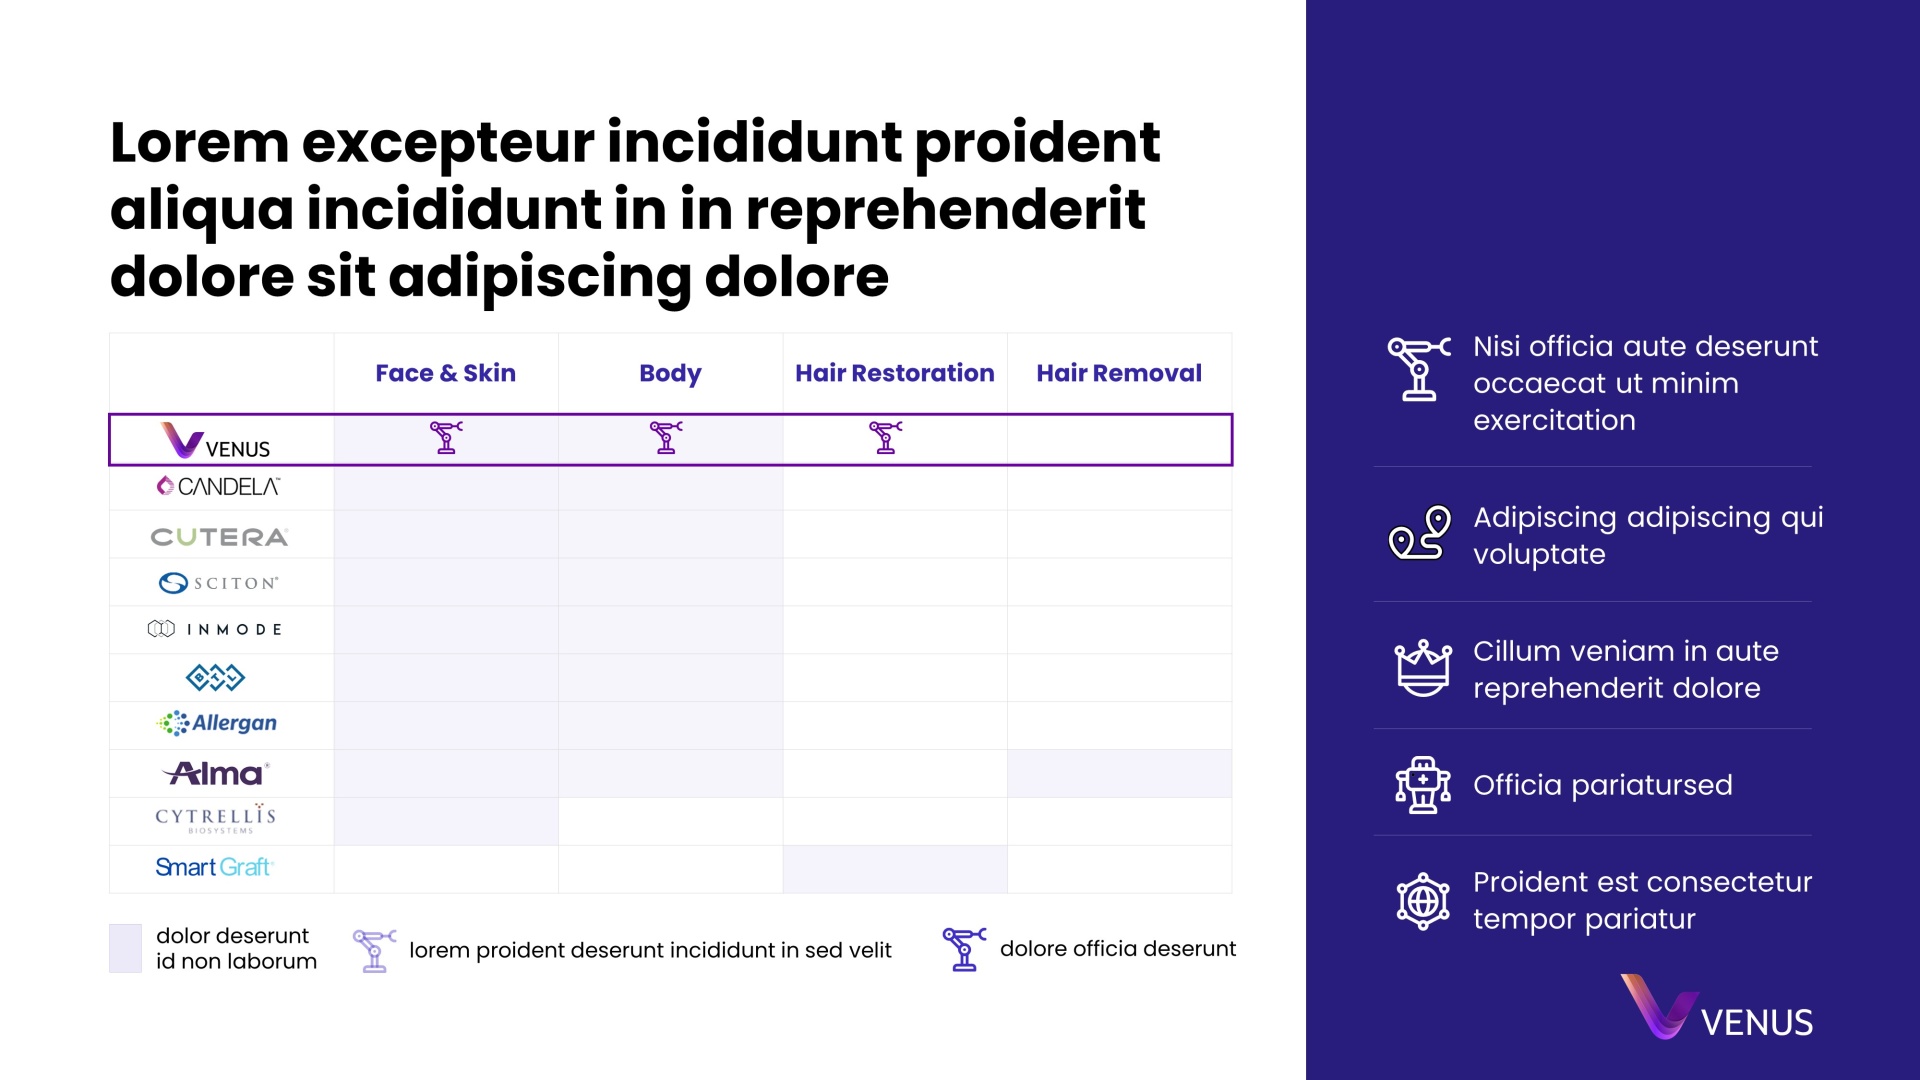 Lorem excepteur incididunt proident
aliqua incididunt in in reprehenderit
dolore sit adipiscing dolore
Face & Skin
Body
Hair Restoration
Hair Removal
VENUS
CANDELA™
CUTERA®
SCITON®
INMODE
BTL
Allergan
Alma®
CYTRELLIS
BIOSYSTEMS
SmartGraft
dolor deserunt
id non laborum
lorem proident deserunt incididunt in sed velit
dolore officia deserunt
Nisi officia aute deserunt
occaecat ut minim
exercitation
Adipiscing adipiscing qui
voluptate
Cillum veniam in aute
reprehenderit dolore
Officia pariatursed
Proident est consectetur
tempor pariatur
VENUS